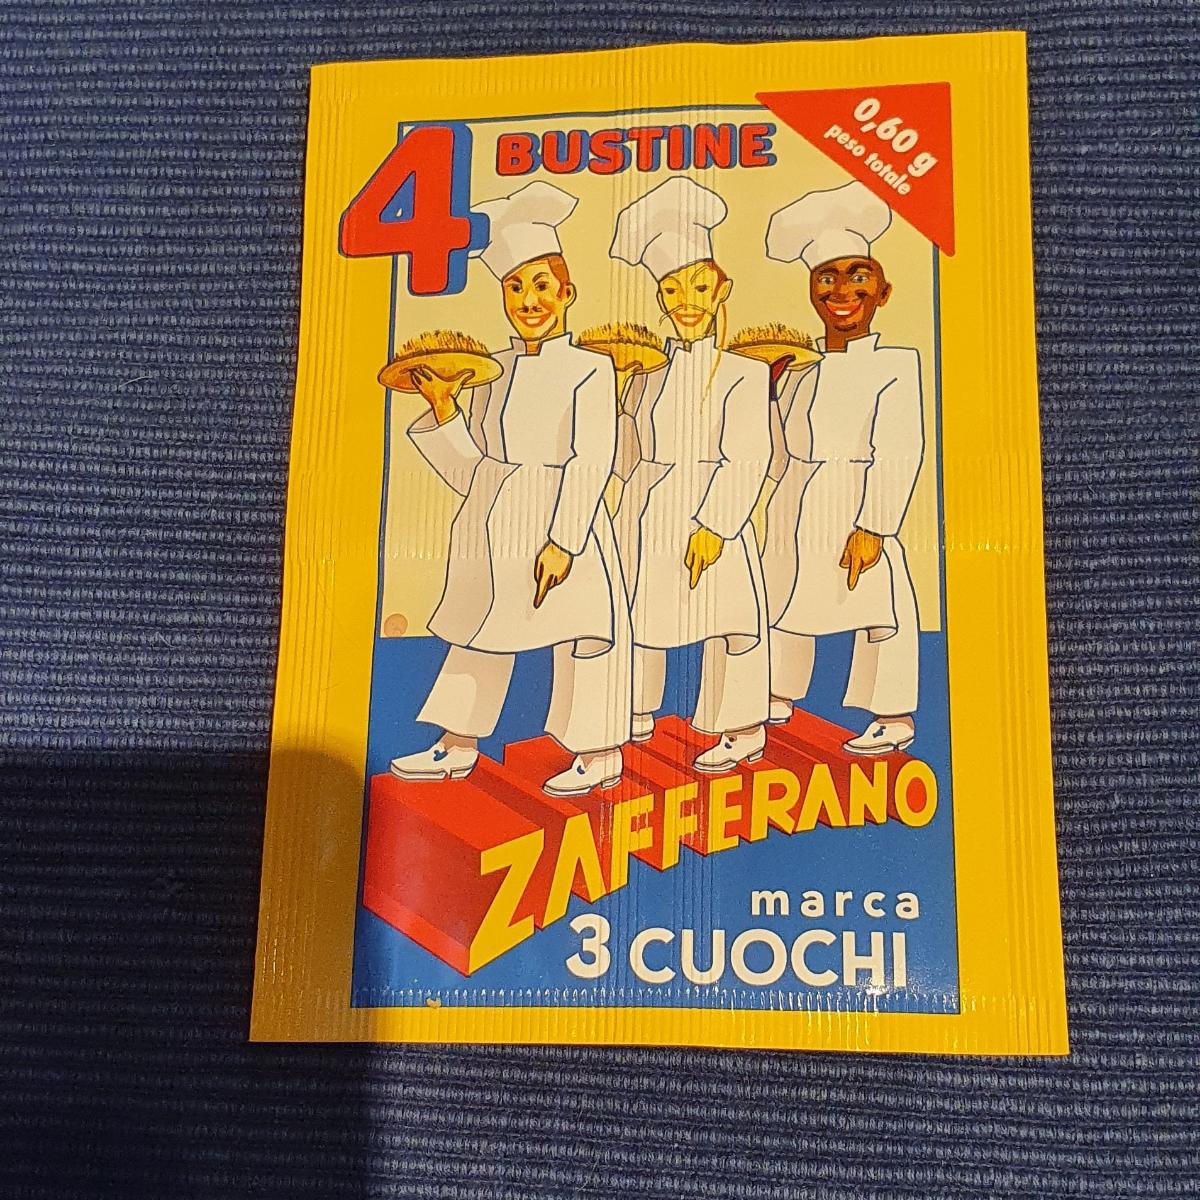 4 BUSTINE
0,60 g
peso totale
ZAFFERANO
marca
3 CUOCHI